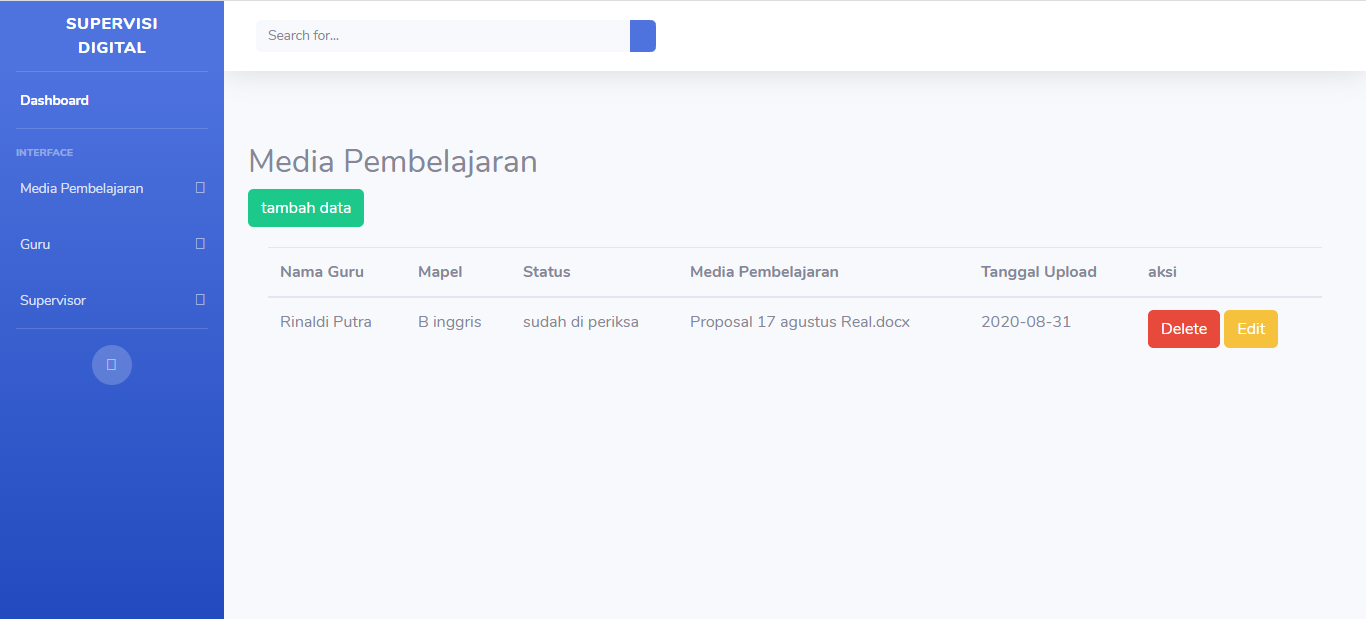 SUPERVISI
DIGITAL
Search for...
Dashboard
INTERFACE
Media Pembelajaran
Guru
Supervisor
Media Pembelajaran
tambah data
Nama Guru Mapel Status Media Pembelajaran Tanggal Upload aksi
Rinaldi Putra B inggris sudah di periksa Proposal 17 agustus Real.docx 2020-08-31 Delete Edit